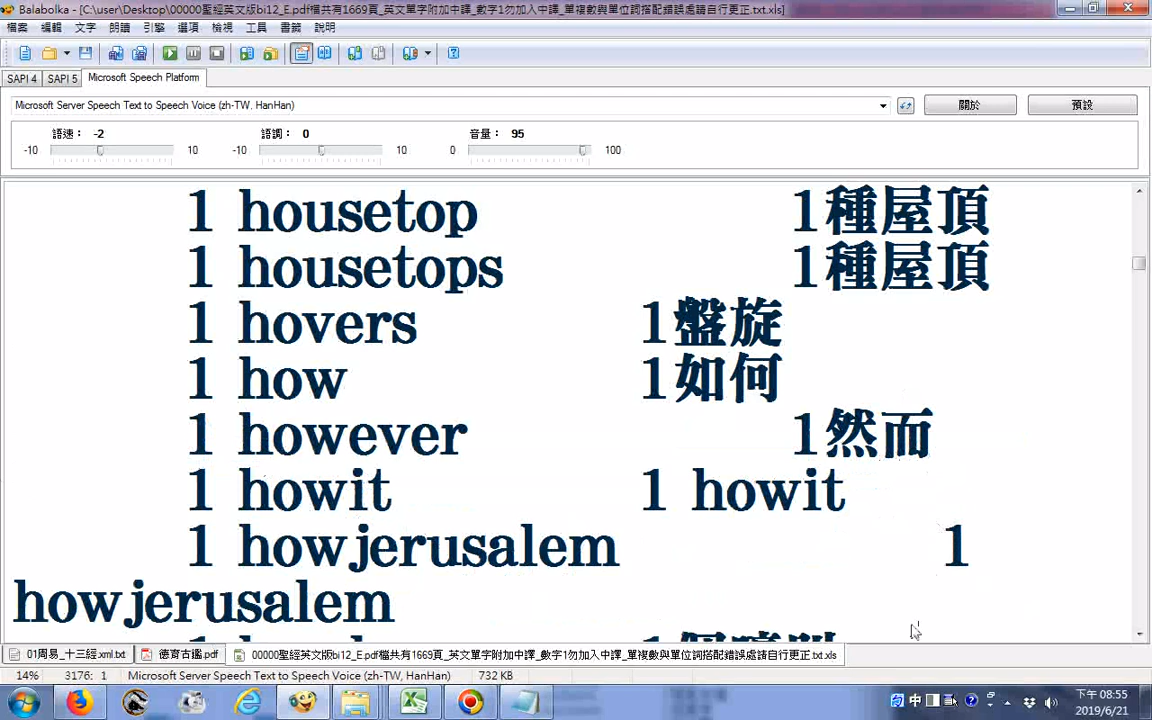 Balabolka - [C:\user\Desktop\00000聖經英文版bi12_E.pdf檔共有1669頁_英文單字附加中譯_數字1勿加入中譯_單複數與單位詞搭配錯誤處請自行更正.txt.xls]
檔案 編輯 文字 朗讀 引擎 選項 檢視 工具 書籤 說明
SAPI 4 SAPI 5 Microsoft Speech Platform
Microsoft Server Speech Text to Speech Voice (zh-TW, HanHan) 關於 預設
語速： -2 語調： 0 音量： 95
-10 10 -10 10 0 100
1 housetop 1種屋頂
1 housetops 1種屋頂
1 hovers 1盤旋
1 how 1如何
1 however 1然而
1 howit 1 howit
1 howjerusalem 1
howjerusalem
01周易_十三經.xml.txt 德育古鑑.pdf 00000聖經英文版bi12_E.pdf檔共有1669頁_英文單字附加中譯_數字1勿加入中譯_單複數與單位詞搭配錯誤處請自行更正.txt.xls
14% 3176: 1 Microsoft Server Speech Text to Speech Voice (zh-TW, HanHan) 732 KB
中 下午 08:55
2019/6/21